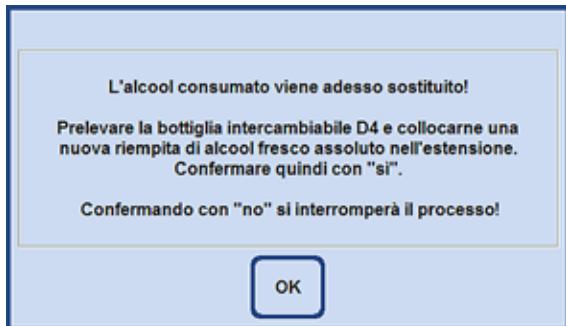 L'alcool consumato viene adesso sostituito!
Prelevare la bottiglia intercambiabile D4 e collocarne una
nuova riempita di alcool fresco assoluto nell'estensione.
Confermare quindi con "si".
Confermando con "no" si interromperà il processo!
OK